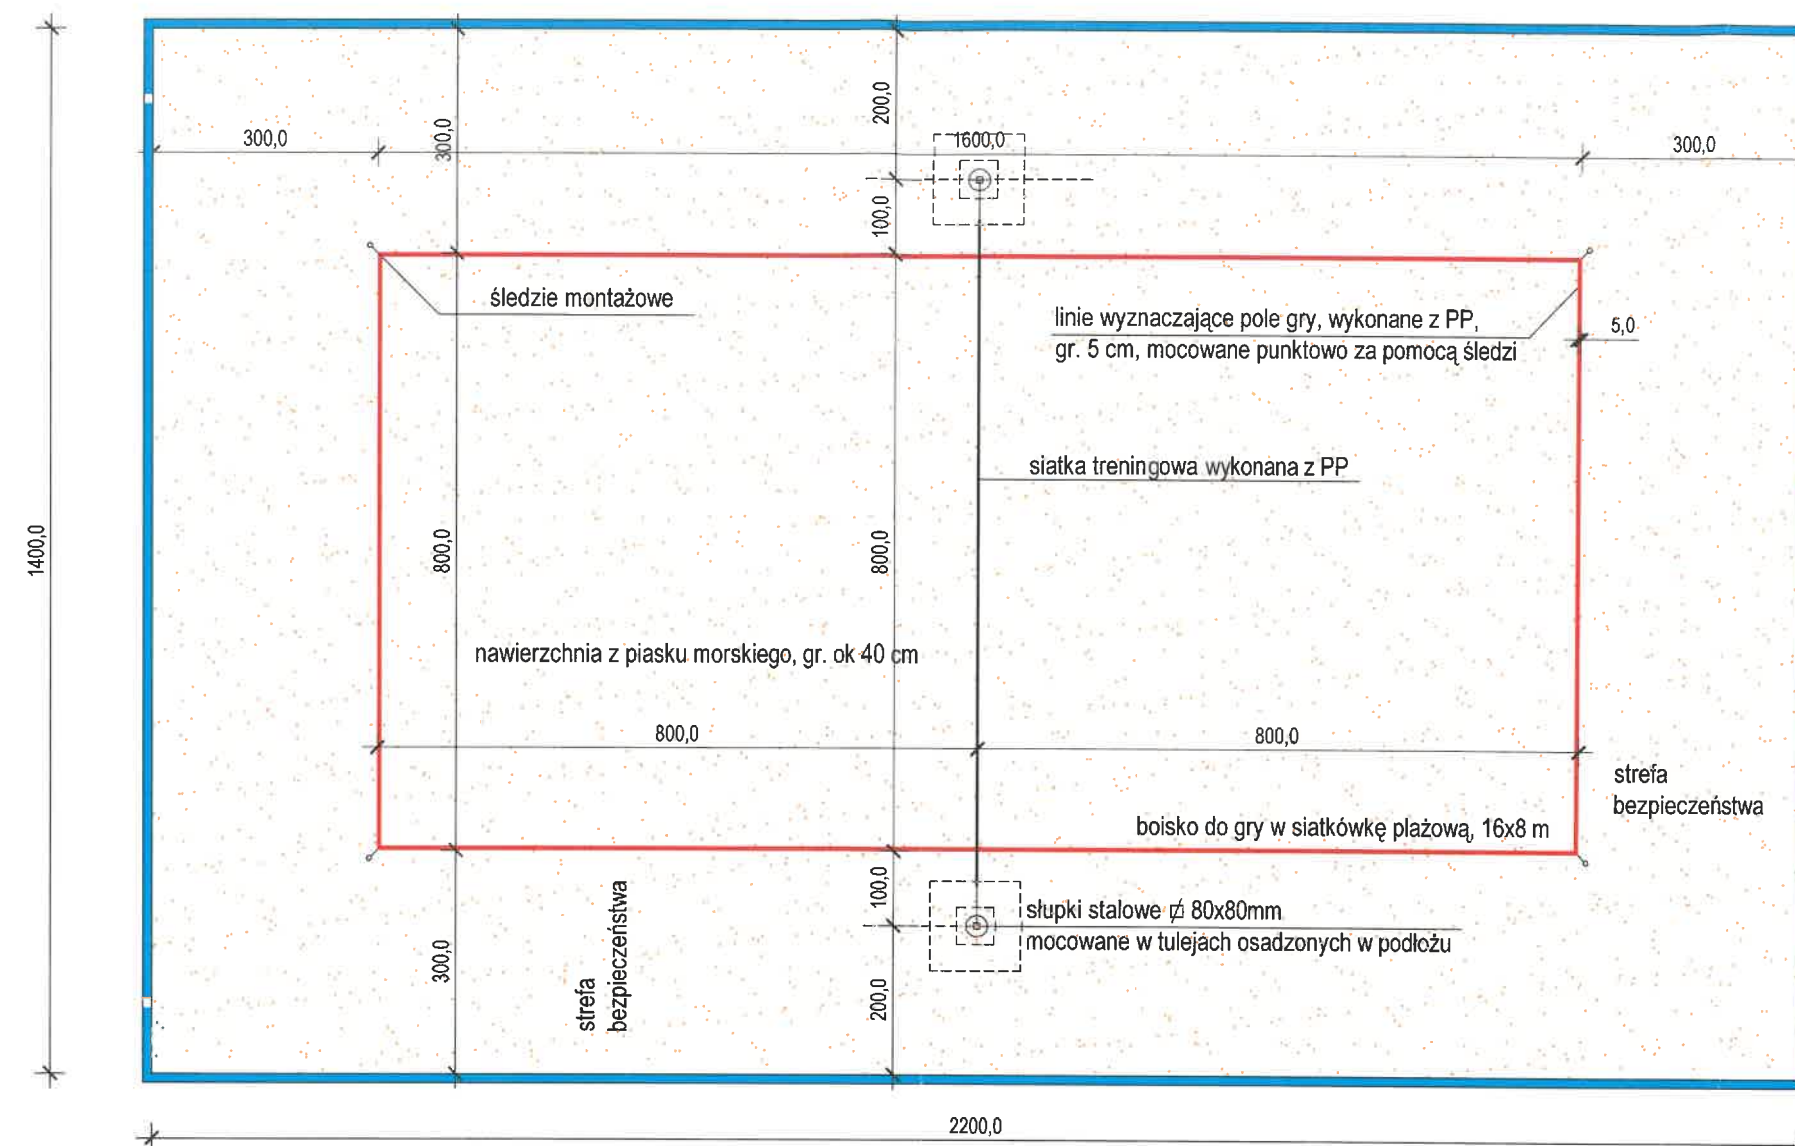 200,0
300,0
300,0
1600,0
300,0
100,0
śledzie montażowe
linie wyznaczające pole gry, wykonane z PP,
gr. 5 cm, mocowane punktowo za pomocą śledzi
5,0
siatka treningowa wykonana z PP
1400,0
800,0
800,0
nawierzchnia z piasku morskiego, gr. ok 40 cm
800,0
800,0
strefa
bezpieczeństwa
boisko do gry w siatkówkę plażową, 16x8 m
100,0
słupki stalowe ⌀ 80x80mm
mocowane w tulejach osadzonych w podłożu
300,0
strefa
bezpieczeństwa
200,0
2200,0